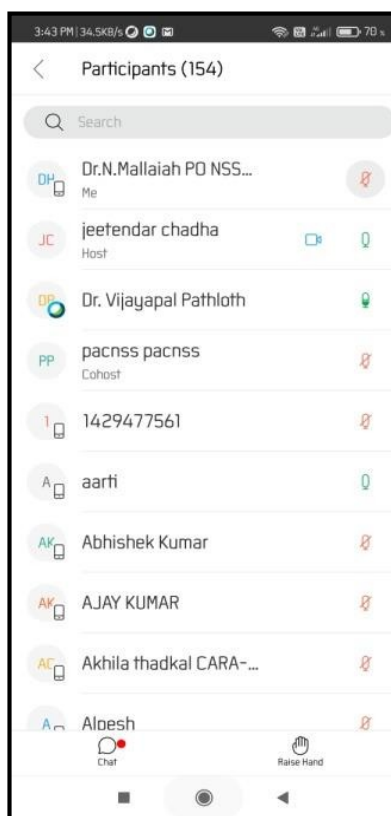 3:43 PM | 34.5KB/s 70 %
Participants (154)
Search
DH Dr.N.Mallaiah PO NSS...
Me
JC jeetendar chadha
Host
DP Dr. Vijayapal Pathloth
PP pacnss pacnss
Cohost
1 1429477561
A aarti
AK Abhishek Kumar
AK AJAY KUMAR
AC Akhila thadkal CARA-...
A Alpesh
Chat Raise Hand